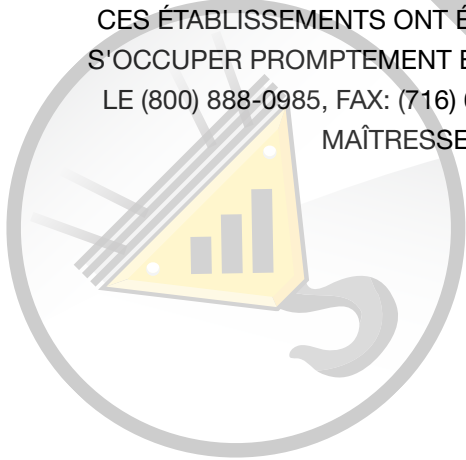 CES ÉTABLISSEMENTS ONT É
S'OCCUPER PROMPTEMENT E
LE (800) 888-0985, FAX: (716)
MAÎTRESSE